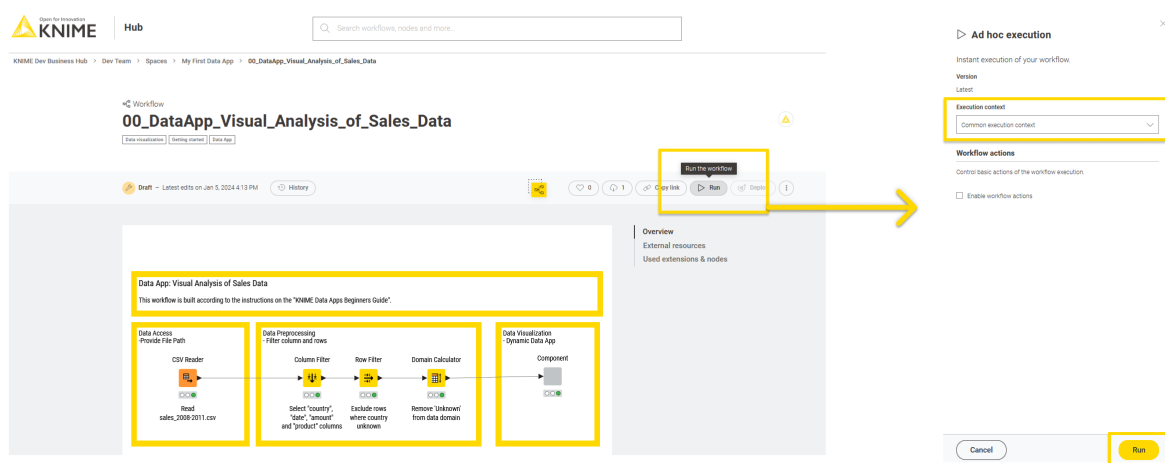 Open for Innovation
KNIME
Hub
Search workflows, nodes and more...
KNIME Dev Business Hub > Dev Team > Spaces > My First Data App > 00_DataApp_Visual_Analysis_of_Sales_Data
Workflow
00_DataApp_Visual_Analysis_of_Sales_Data
Data visualization Getting started Data App
Run the workflow
Draft – Latest edits on Jan 5, 2024 4:13 PM
History
0
1
Copy link
Run
Deploy
Overview
External resources
Used extensions & nodes
Data App: Visual Analysis of Sales Data
This workflow is built according to the instructions on the "KNIME Data Apps Beginners Guide".
Data Access
-Provide File Path
CSV Reader
Read
sales_2008-2011.csv
Data Preprocessing
- Filter column and rows
Column Filter
Select "country",
"date", "amount"
and "product" columns
Row Filter
Exclude rows
where country
unknown
Domain Calculator
Remove 'Unknown'
from data domain
Data Visualization
- Dynamic Data App
Component
Ad hoc execution
Instant execution of your workflow.
Version
Latest
Execution context
Common execution context
Workflow actions
Control basic actions of the workflow execution.
Enable workflow actions
Cancel
Run